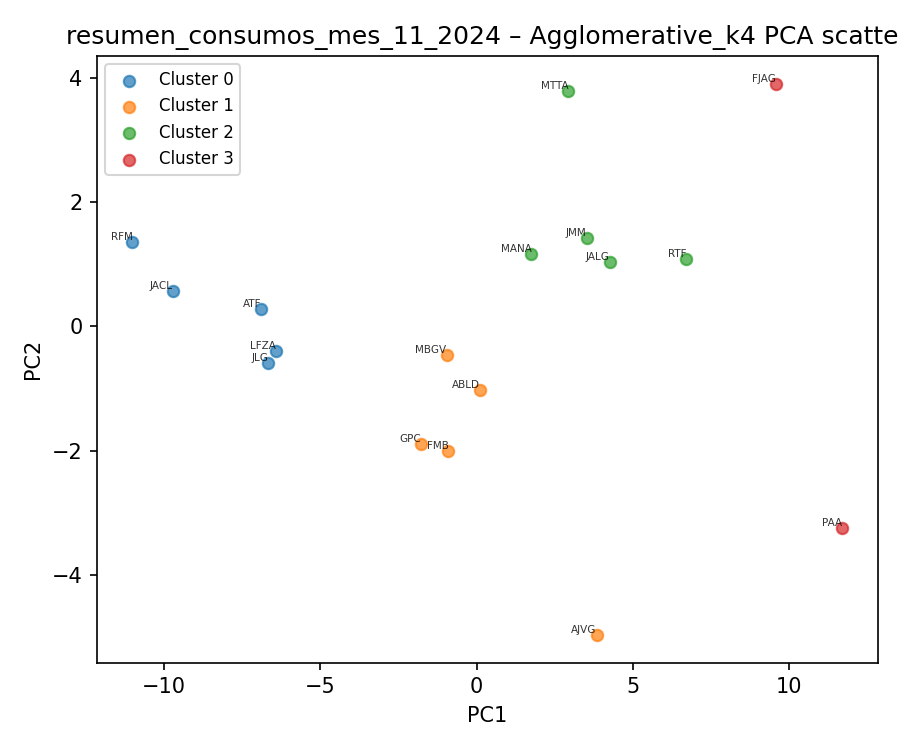 resumen_consumos_mes_11_2024 – Agglomerative_k4 PCA scatte
Cluster 0
Cluster 1
Cluster 2
Cluster 3
MTTA
FJAG
RFM
JMM
MANA
JALG
RTF
JACL
ATF
LFZA
JLG
MBGV
ABLD
GPC
FMB
PAA
AJVG
4
2
0
−2
−4
PC2
−10
−5
0
5
10
PC1